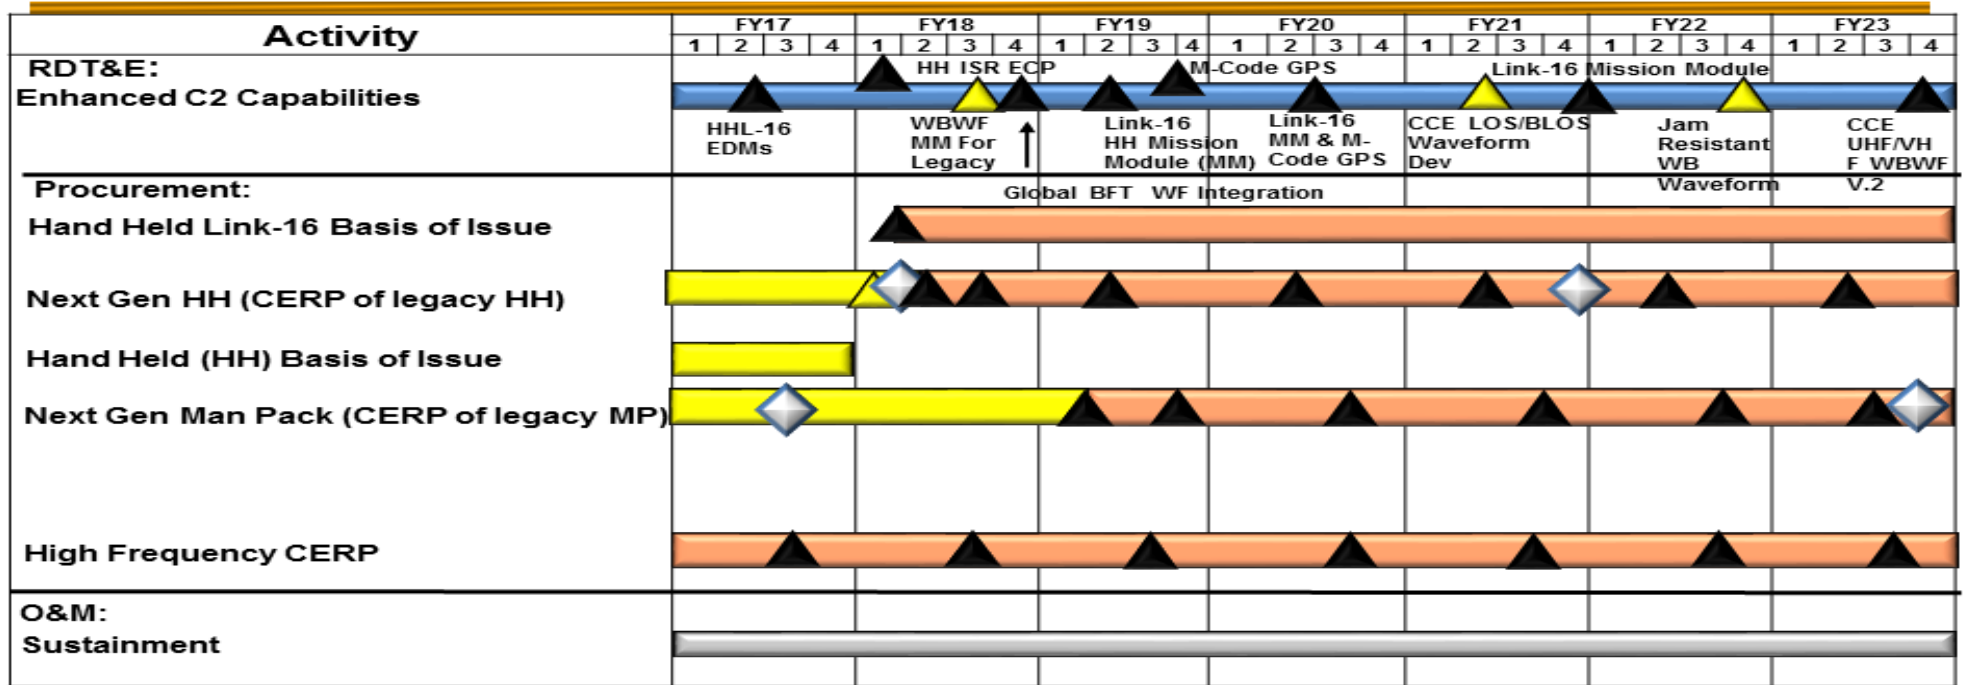 Activity
FY17 FY18 FY19 FY20 FY21 FY22 FY23
1 2 3 4 1 2 3 4 1 2 3 4 1 2 3 4 1 2 3 4 1 2 3 4 1 2 3 4
RDT&E:
HH ISR ECP
M-Code GPS
Link-16 Mission Module
Enhanced C2 Capabilities
HHL-16
EDMs
WBWF
MM For
Legacy
Link-16
HH Mission
Module (MM)
Link-16
MM & M-
Code GPS
CCE LOS/BLOS
Waveform
Dev
Jam
Resistant
WB
Waveform
CCE
UHF/VH
F WBWF
V.2
Procurement:
Global BFT WF Integration
Hand Held Link-16 Basis of Issue
Next Gen HH (CERP of legacy HH)
Hand Held (HH) Basis of Issue
Next Gen Man Pack (CERP of legacy MP)
High Frequency CERP
O&M:
Sustainment